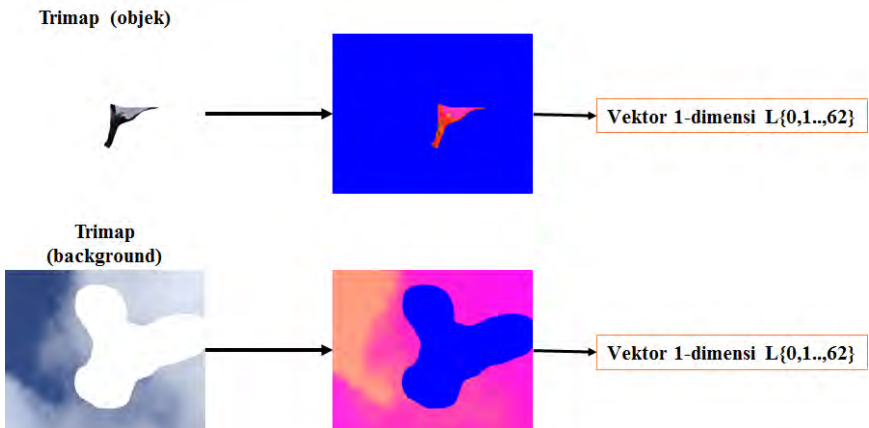 Trimap (objek)
Vektor 1-dimensi L{0,1..,62}
Trimap
(background)
Vektor 1-dimensi L{0,1..,62}